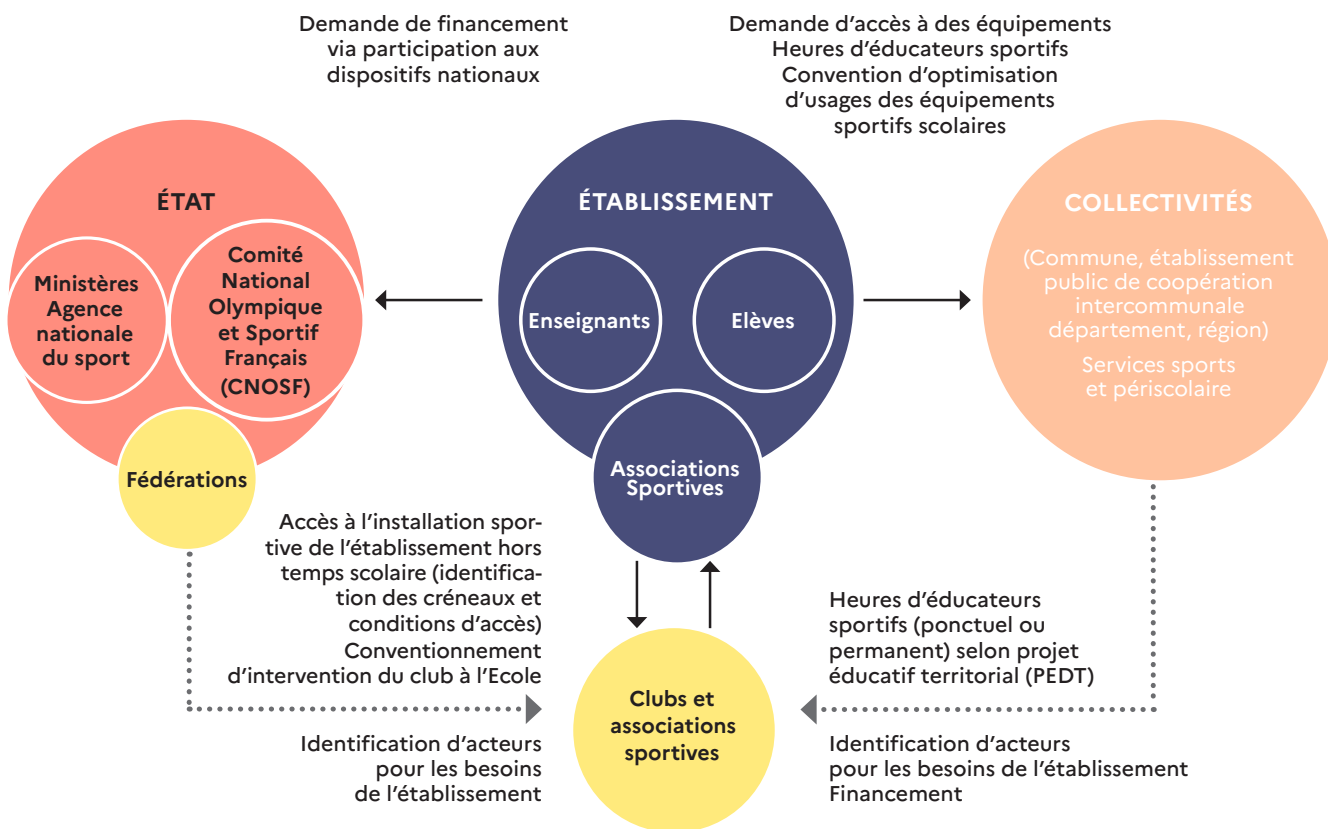 Demande de financement
via participation aux
dispositifs nationaux
Demande d'accès à des équipements
Heures d'éducateurs sportifs
Convention d'optimisation
d'usages des équipements
sportifs scolaires
ÉTAT
Ministères
Agence
nationale
du sport
Comité
National
Olympique
et Sportif
Français
(CNOSF)
Fédérations
ÉTABLISSEMENT
Enseignants
Elèves
Associations
Sportives
COLLECTIVITÉS
(Commune, établissement
public de coopération
intercommunale
département, région)
Services sports
et périscolaire
Accès à l'installation spor-
tive de l'établissement hors
temps scolaire (identifica-
tion des créneaux et
conditions d'accès)
Conventionnement
d'intervention du club à l'Ecole
Heures d'éducateurs
sportifs (ponctuel ou
permanent) selon projet
éducatif territorial (PEDT)
Clubs et
associations
sportives
Identification d'acteurs
pour les besoins
de l'établissement
Identification d'acteurs
pour les besoins de l'établissement
Financement